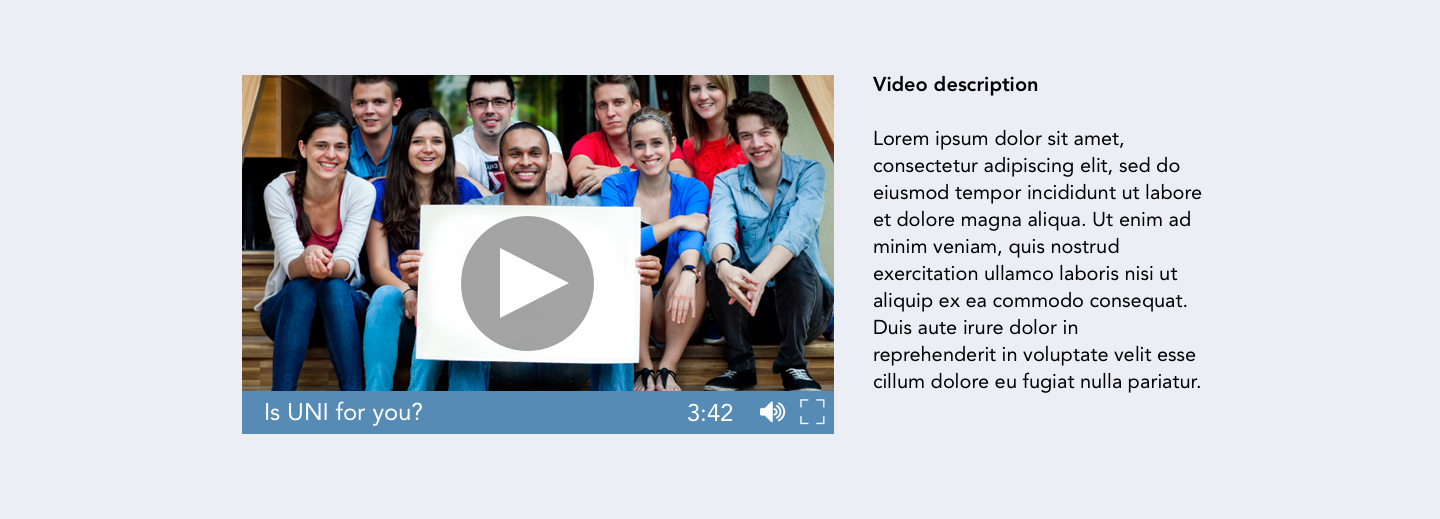 Video description
Lorem ipsum dolor sit amet,
consectetur adipiscing elit, sed do
eiusmod tempor incididunt ut labore
et dolore magna aliqua. Ut enim ad
minim veniam, quis nostrud
exercitation ullamco laboris nisi ut
aliquip ex ea commodo consequat.
Duis aute irure dolor in
reprehenderit in voluptate velit esse
cillum dolore eu fugiat nulla pariatur.
Is UNI for you?
3:42